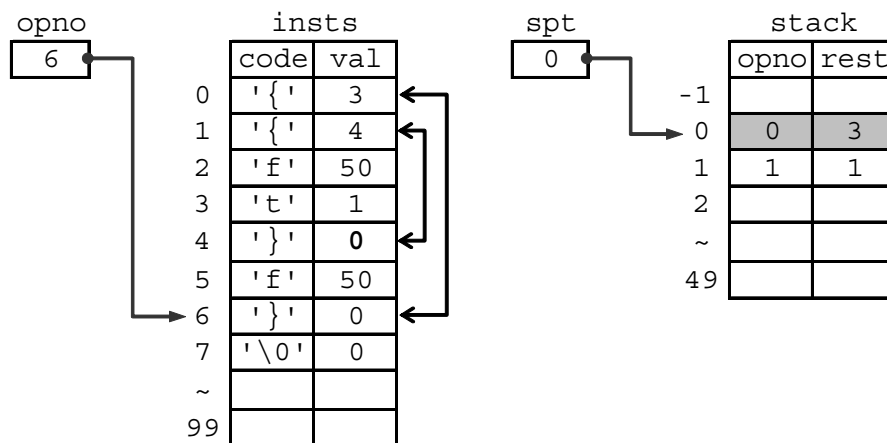 opno insts spt stack
6 code val 0 opno rest
0 '{' 3 -1
1 '{' 4 0 0 3
2 'f' 50 1 1 1
3 't' 1 2
4 '}' 0 ~
5 'f' 50 49
6 '}' 0
7 '\0' 0
~
99